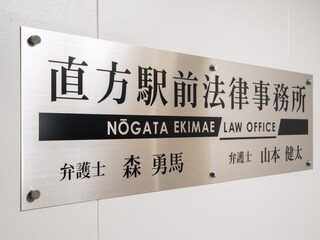 直方駅前法律事務所
NŌGATA EKIMAE LAW OFFICE
弁護士 森 勇馬 弁護士 山本 健太